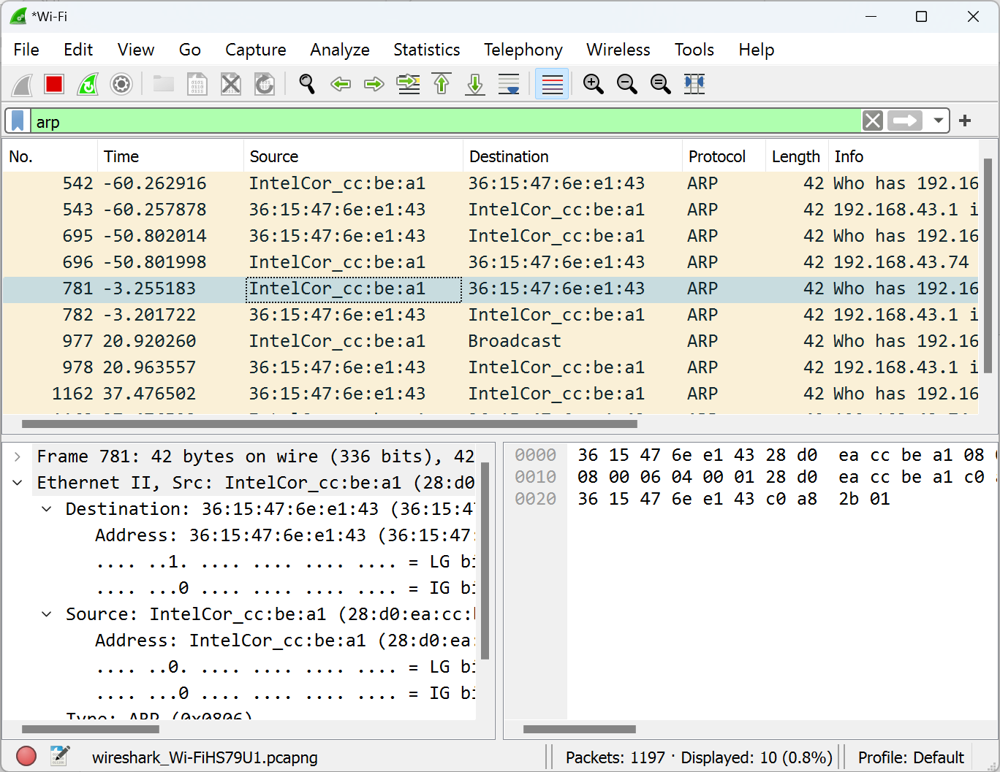 *Wi-Fi
File Edit View Go Capture Analyze Statistics Telephony Wireless Tools Help
arp
No. Time Source Destination Protocol Length Info
542 -60.262916 IntelCor_cc:be:a1 36:15:47:6e:e1:43 ARP 42 Who has 192.16
543 -60.257878 36:15:47:6e:e1:43 IntelCor_cc:be:a1 ARP 42 192.168.43.1 i
695 -50.802014 36:15:47:6e:e1:43 IntelCor_cc:be:a1 ARP 42 Who has 192.16
696 -50.801998 IntelCor_cc:be:a1 36:15:47:6e:e1:43 ARP 42 192.168.43.74
781 -3.255183 IntelCor_cc:be:a1 36:15:47:6e:e1:43 ARP 42 Who has 192.16
782 -3.201722 36:15:47:6e:e1:43 IntelCor_cc:be:a1 ARP 42 192.168.43.1 i
977 20.920260 IntelCor_cc:be:a1 Broadcast ARP 42 Who has 192.16
978 20.963557 36:15:47:6e:e1:43 IntelCor_cc:be:a1 ARP 42 192.168.43.1 i
1162 37.476502 36:15:47:6e:e1:43 IntelCor_cc:be:a1 ARP 42 Who has 192.16
Frame 781: 42 bytes on wire (336 bits), 42
Ethernet II, Src: IntelCor_cc:be:a1 (28:d0
Destination: 36:15:47:6e:e1:43 (36:15:47
Address: 36:15:47:6e:e1:43 (36:15:47:
.... ..1. .... .... .... .... = LG bi
.... ...0 .... .... .... .... = IG bi
Source: IntelCor_cc:be:a1 (28:d0:ea:cc:
Address: IntelCor_cc:be:a1 (28:d0:ea:
.... ..0. .... .... .... .... = LG bi
.... ...0 .... .... .... .... = IG bi
Type: ARP (0x0806)
0000 36 15 47 6e e1 43 28 d0 ea cc be a1 08
0010 08 00 06 04 00 01 28 d0 ea cc be a1 c0
0020 36 15 47 6e e1 43 c0 a8 2b 01
wireshark_Wi-FiHS79U1.pcapng
Packets: 1197 · Displayed: 10 (0.8%)
Profile: Default